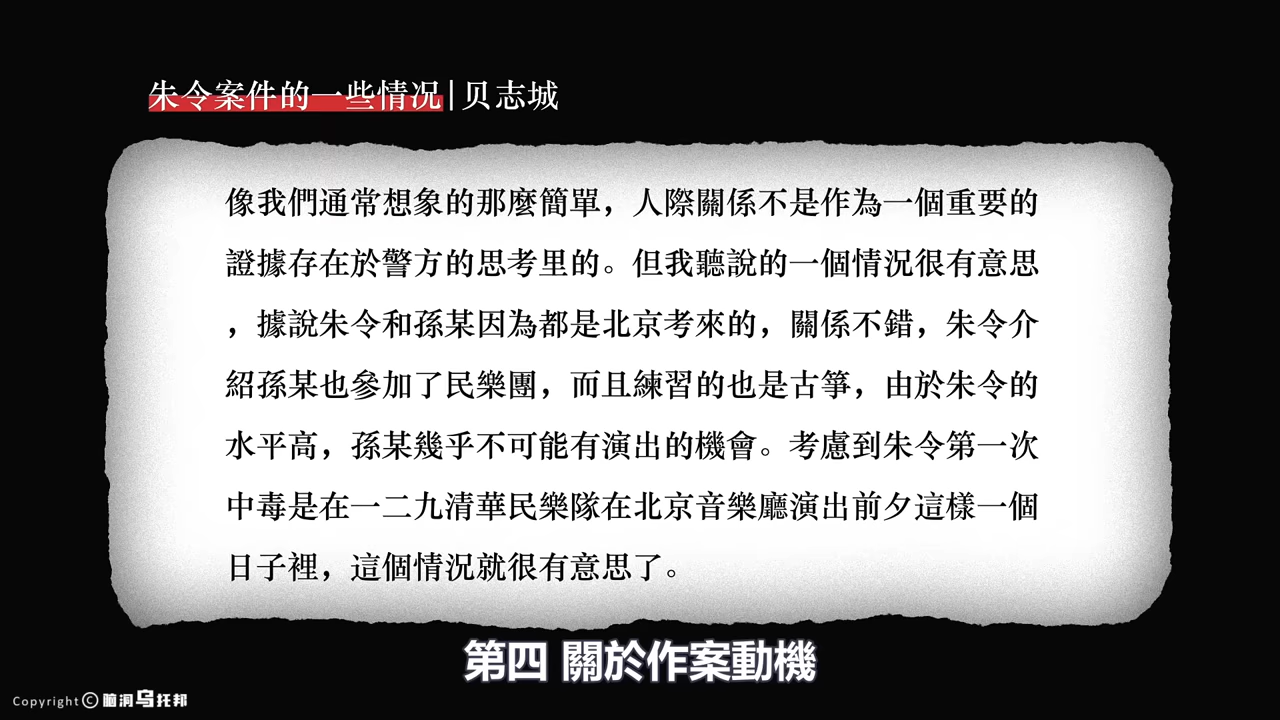 朱令案件的一些情况|贝志城
像我們通常想象的那麼簡單，人際關係不是作為一個重要的
證據存在於警方的思考里的。但我聽說的一個情況很有意思
，據說朱令和孫某因為都是北京考來的，關係不錯，朱令介
紹孫某也參加了民樂團，而且練習的也是古箏，由於朱令的
水平高，孫某幾乎不可能有演出的機會。考慮到朱令第一次
中毒是在一二九清華民樂隊在北京音樂廳演出前夕這樣一個
日子裡，這個情況就很有意思了。
第四 關於作案動機
Copyright © 脑洞乌托邦